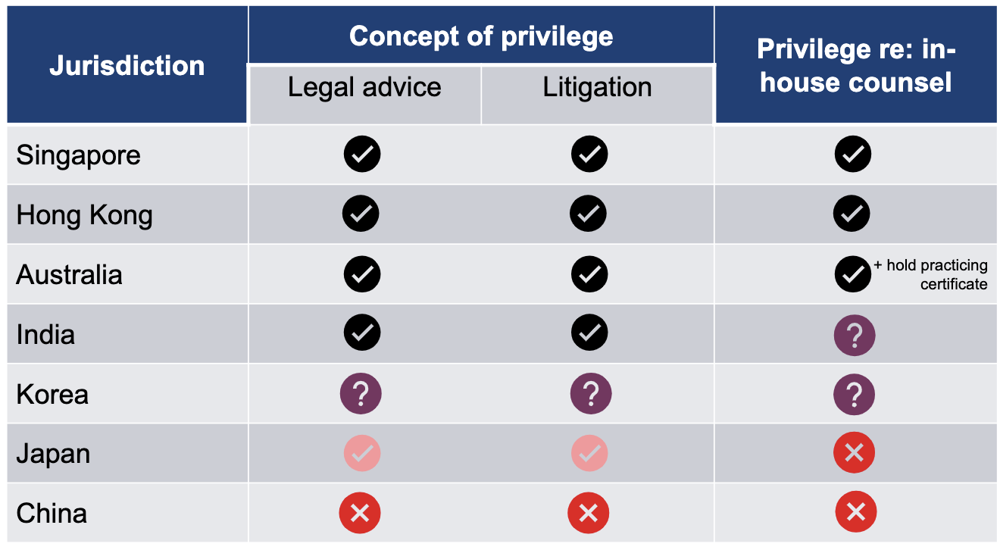 Jurisdiction
Concept of privilege
Privilege re: in-
house counsel
Legal advice
Litigation
Singapore
Hong Kong
Australia
+ hold practicing
certificate
India
?
Korea
?
?
?
Japan
China